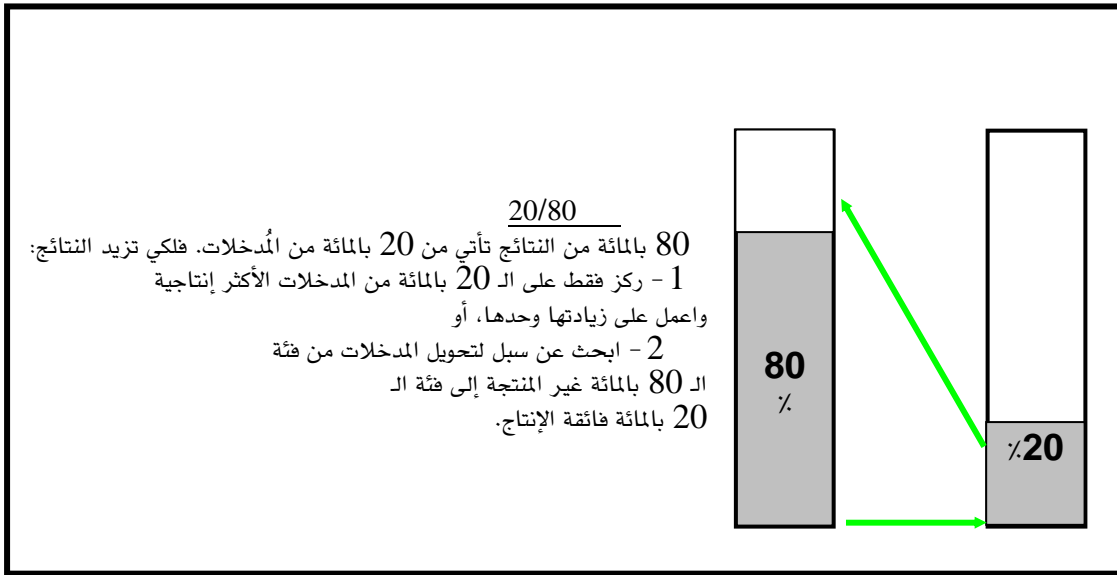 20/80
80 بالمائة من النتائج تأتي من 20 بالمائة من المُدخلات. فلكي تزيد النتائج:
1 - ركز فقط على الـ 20 بالمائة من المدخلات الأكثر إنتاجية
واعمل على زيادتها وحدها، أو
2 - ابحث عن سبل لتحويل المدخلات من فئة
الـ 80 بالمائة غير المنتجة إلى فئة الـ
20 بالمائة فائقة الإنتاج.
80
٪
٪20